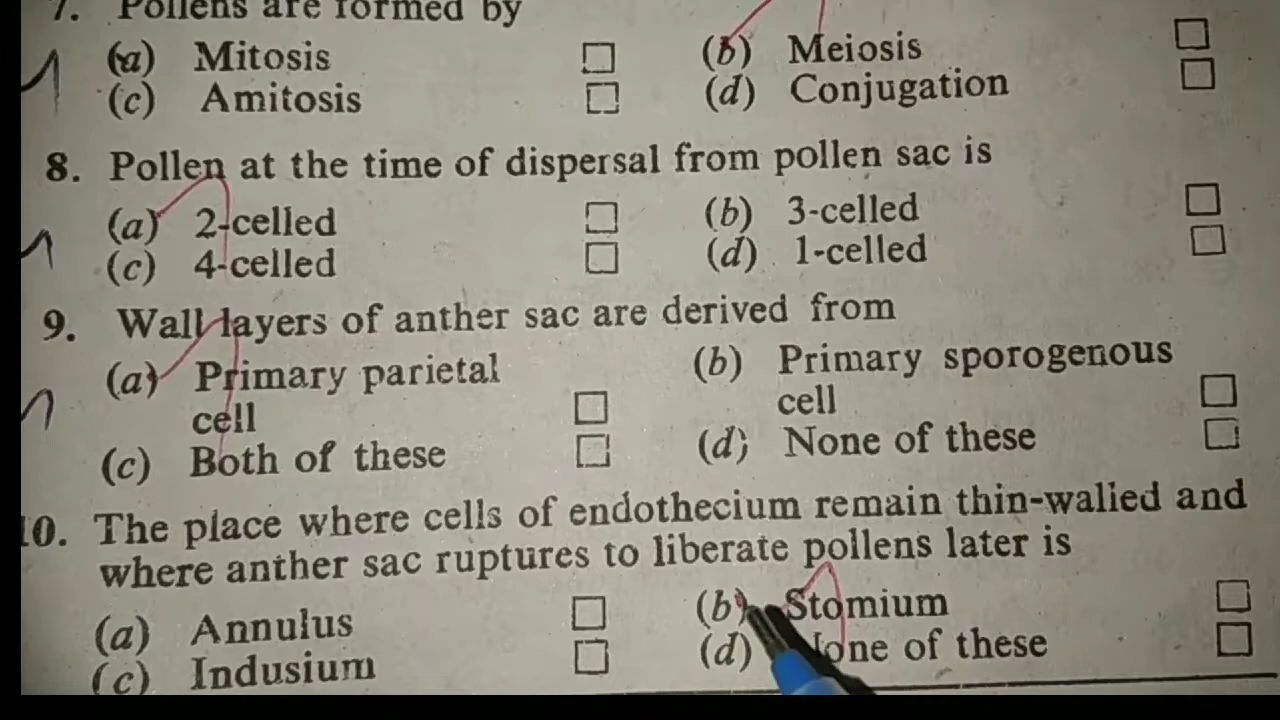 7. Pollens are formed by
(a) Mitosis (b) Meiosis
(c) Amitosis (d) Conjugation
8. Pollen at the time of dispersal from pollen sac is
(a) 2-celled (b) 3-celled
(c) 4-celled (d) 1-celled
9. Wall layers of anther sac are derived from
(a) Primary parietal (b) Primary sporogenous
cell cell
(c) Both of these (d) None of these
10. The place where cells of endothecium remain thin-walled and
where anther sac ruptures to liberate pollens later is
(a) Annulus (b) Stomium
(c) Indusium (d) None of these